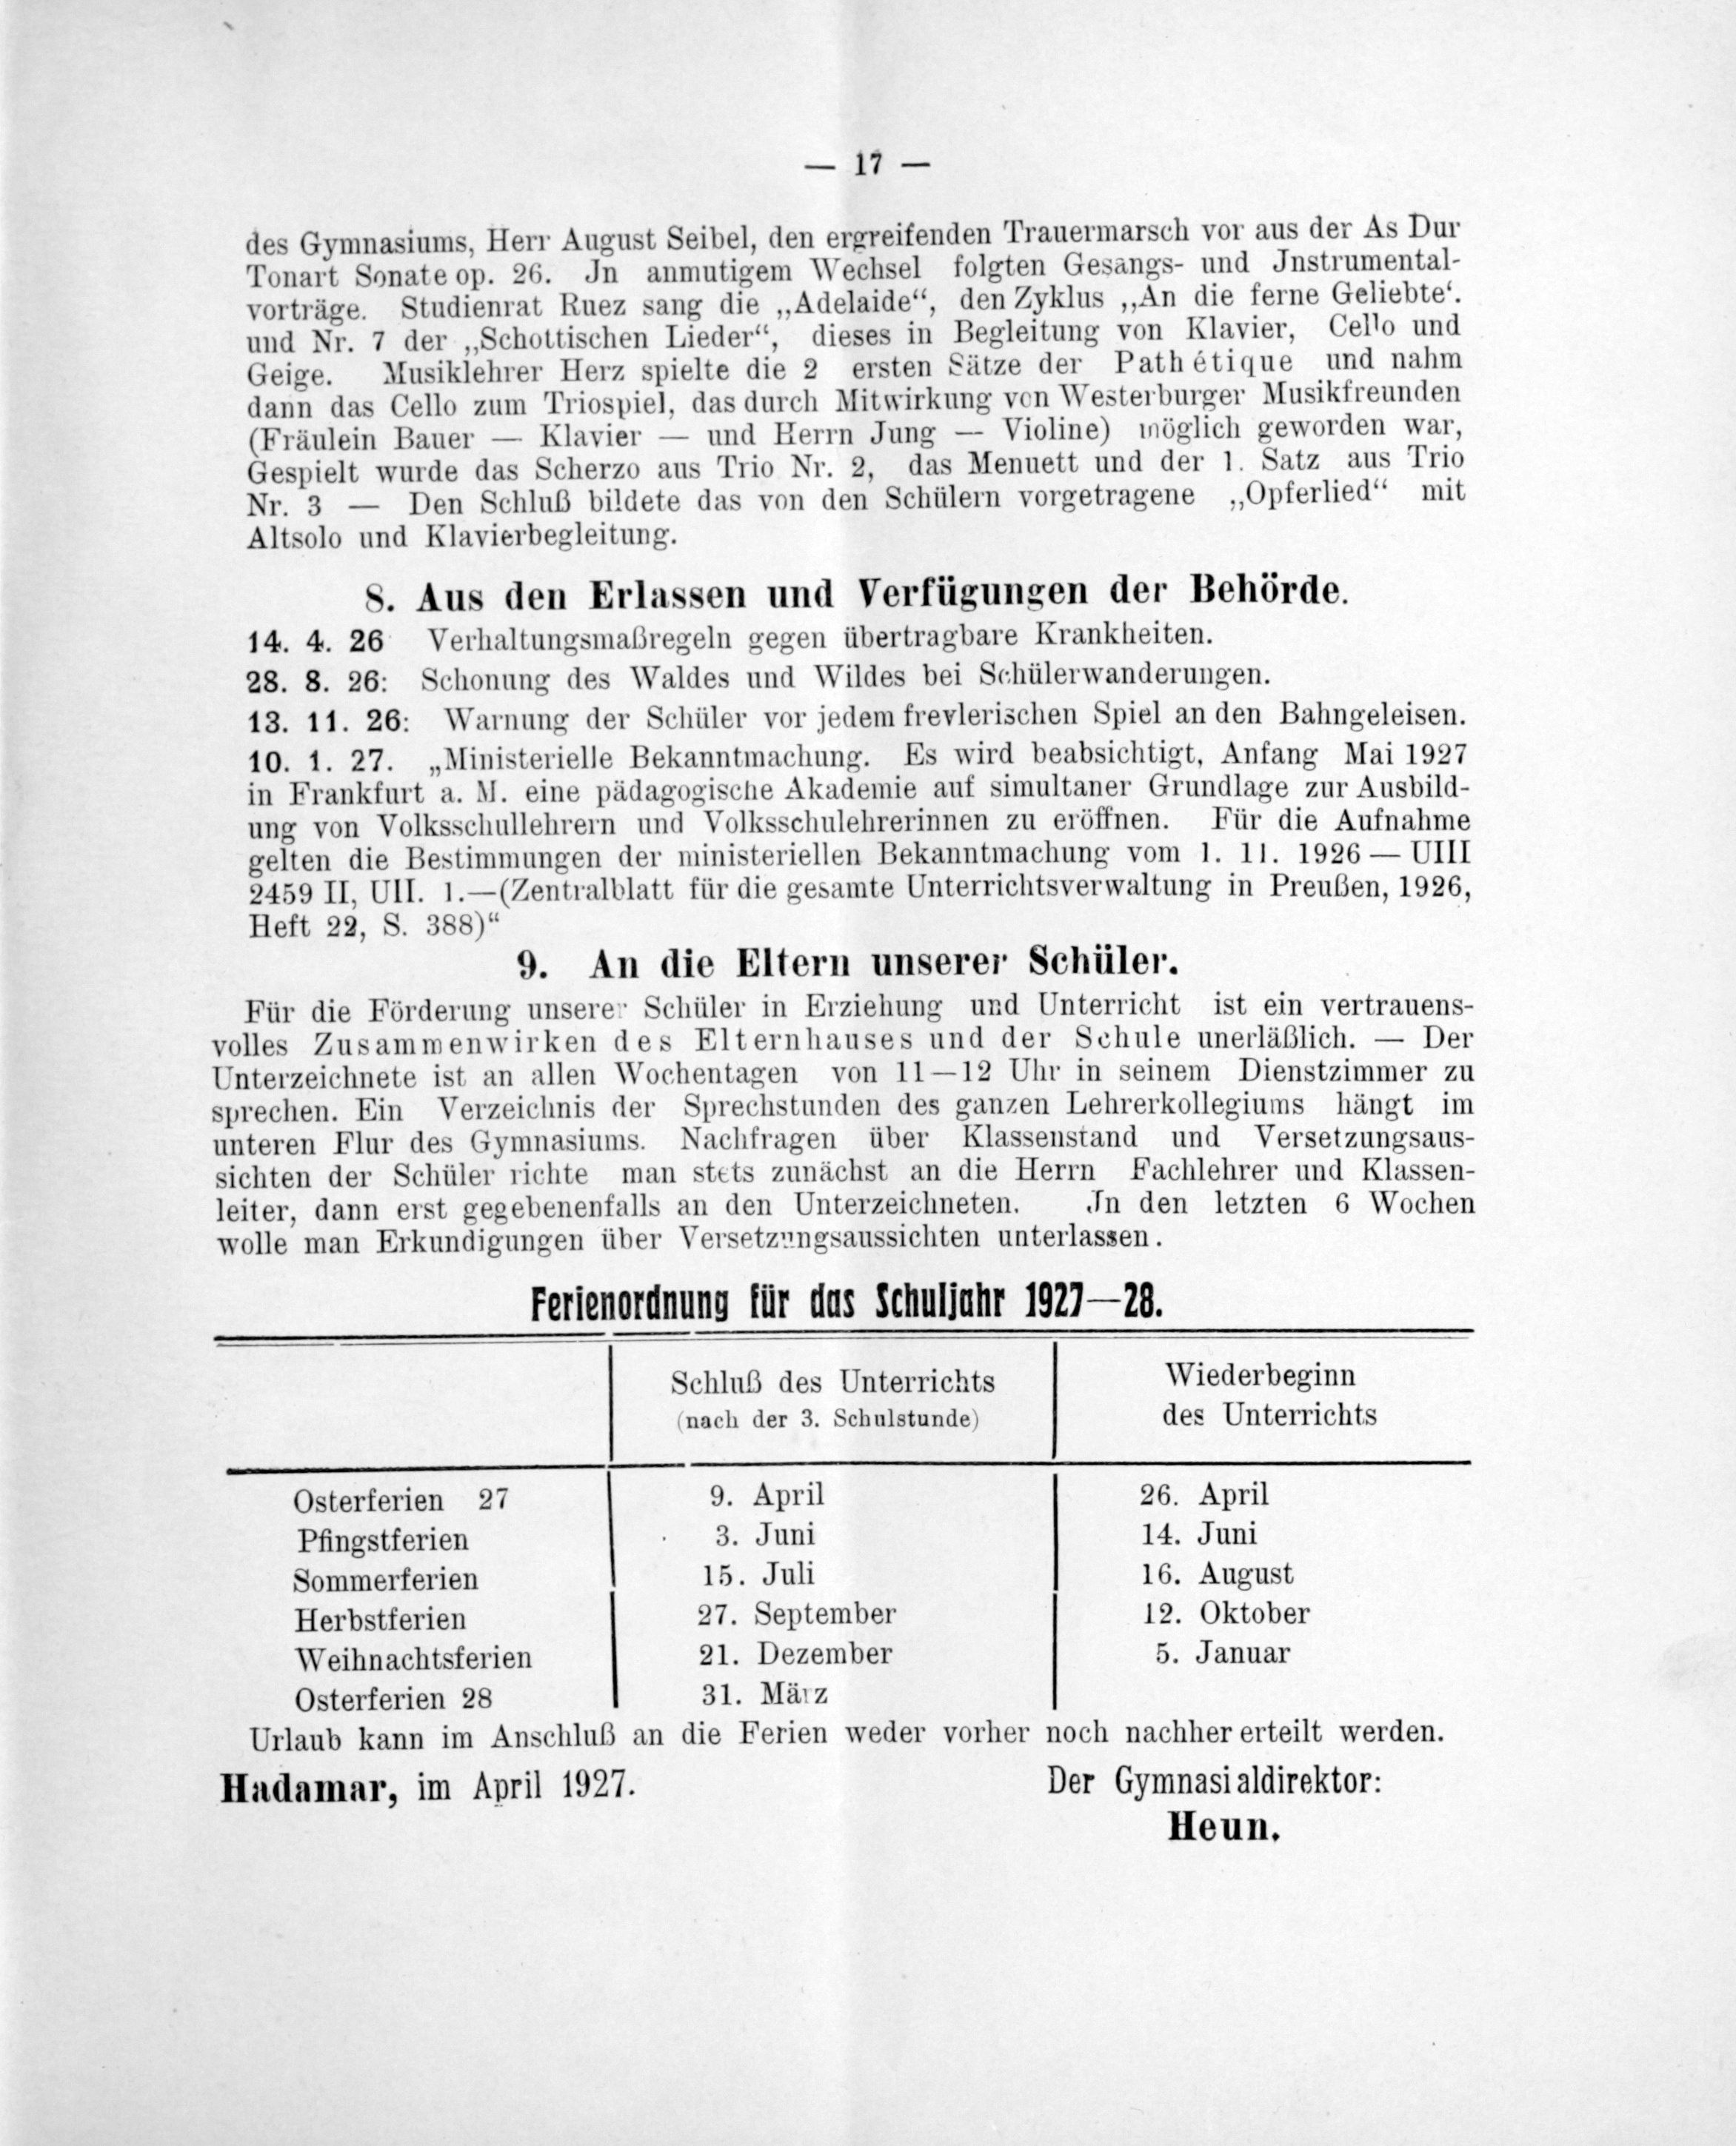 — 17 —
des Gymnasiums, Herr August Seibel, den ergreifenden Trauermarsch vor aus der As Dur
Tonart Sonate op. 26. Jn anmutigem Wechsel folgten Gesangs- und Jnstrumental-
vorträge. Studienrat Ruez sang die „Adelaide“, den Zyklus „An die ferne Geliebte‘.
und Nr. 7 der „Schottischen Lieder“, dieses in Begleitung von Klavier, Cello und
Geige. Musiklehrer Herz spielte die 2 ersten Sätze der Pathétique und nahm
dann das Cello zum Triospiel, das durch Mitwirkung von Westerburger Musikfreunden
(Fräulein Bauer — Klavier — und Herrn Jung — Violine) möglich geworden war,
Gespielt wurde das Scherzo aus Trio Nr. 2, das Menuett und der 1. Satz aus Trio
Nr. 3 — Den Schluß bildete das von den Schülern vorgetragene „Opferlied“ mit
Altsolo und Klavierbegleitung.
8. Aus den Erlassen und Verfügungen der Behörde.
14. 4. 26 Verhaltungsmaßregeln gegen übertragbare Krankheiten.
28. 8. 26: Schonung des Waldes und Wildes bei Schülerwanderungen.
13. 11. 26: Warnung der Schüler vor jedem frevlerischen Spiel an den Bahngeleisen.
10. 1. 27. „Ministerielle Bekanntmachung. Es wird beabsichtigt, Anfang Mai 1927
in Frankfurt a. M. eine pädagogische Akademie auf simultaner Grundlage zur Ausbild-
ung von Volksschullehrern und Volksschulehrerinnen zu eröffnen. Für die Aufnahme
gelten die Bestimmungen der ministeriellen Bekanntmachung vom 1. 11. 1926 — UIII
2459 II, UII. 1.—(Zentralblatt für die gesamte Unterrichtsverwaltung in Preußen, 1926,
Heft 22, S. 388)“
9. An die Eltern unserer Schüler.
Für die Förderung unserer Schüler in Erziehung und Unterricht ist ein vertrauens-
volles Zusammenwirken des Elternhauses und der Schule unerläßlich. — Der
Unterzeichnete ist an allen Wochentagen von 11—12 Uhr in seinem Dienstzimmer zu
sprechen. Ein Verzeichnis der Sprechstunden des ganzen Lehrerkollegiums hängt im
unteren Flur des Gymnasiums. Nachfragen über Klassenstand und Versetzungsaus-
sichten der Schüler richte man stets zunächst an die Herrn Fachlehrer und Klassen-
leiter, dann erst gegebenenfalls an den Unterzeichneten. Jn den letzten 6 Wochen
wolle man Erkundigungen über Versetzungsaussichten unterlassen.
Ferienordnung für das Schuljahr 1927—28.
Schluß des Unterrichts
(nach der 3. Schulstunde)
Wiederbeginn
des Unterrichts
Osterferien 27 9. April 26. April
Pfingstferien 3. Juni 14. Juni
Sommerferien 15. Juli 16. August
Herbstferien 27. September 12. Oktober
Weihnachtsferien 21. Dezember 5. Januar
Osterferien 28 31. März
Urlaub kann im Anschluß an die Ferien weder vorher noch nachher erteilt werden.
Hadamar, im April 1927. Der Gymnasialdirektor:
Heun.